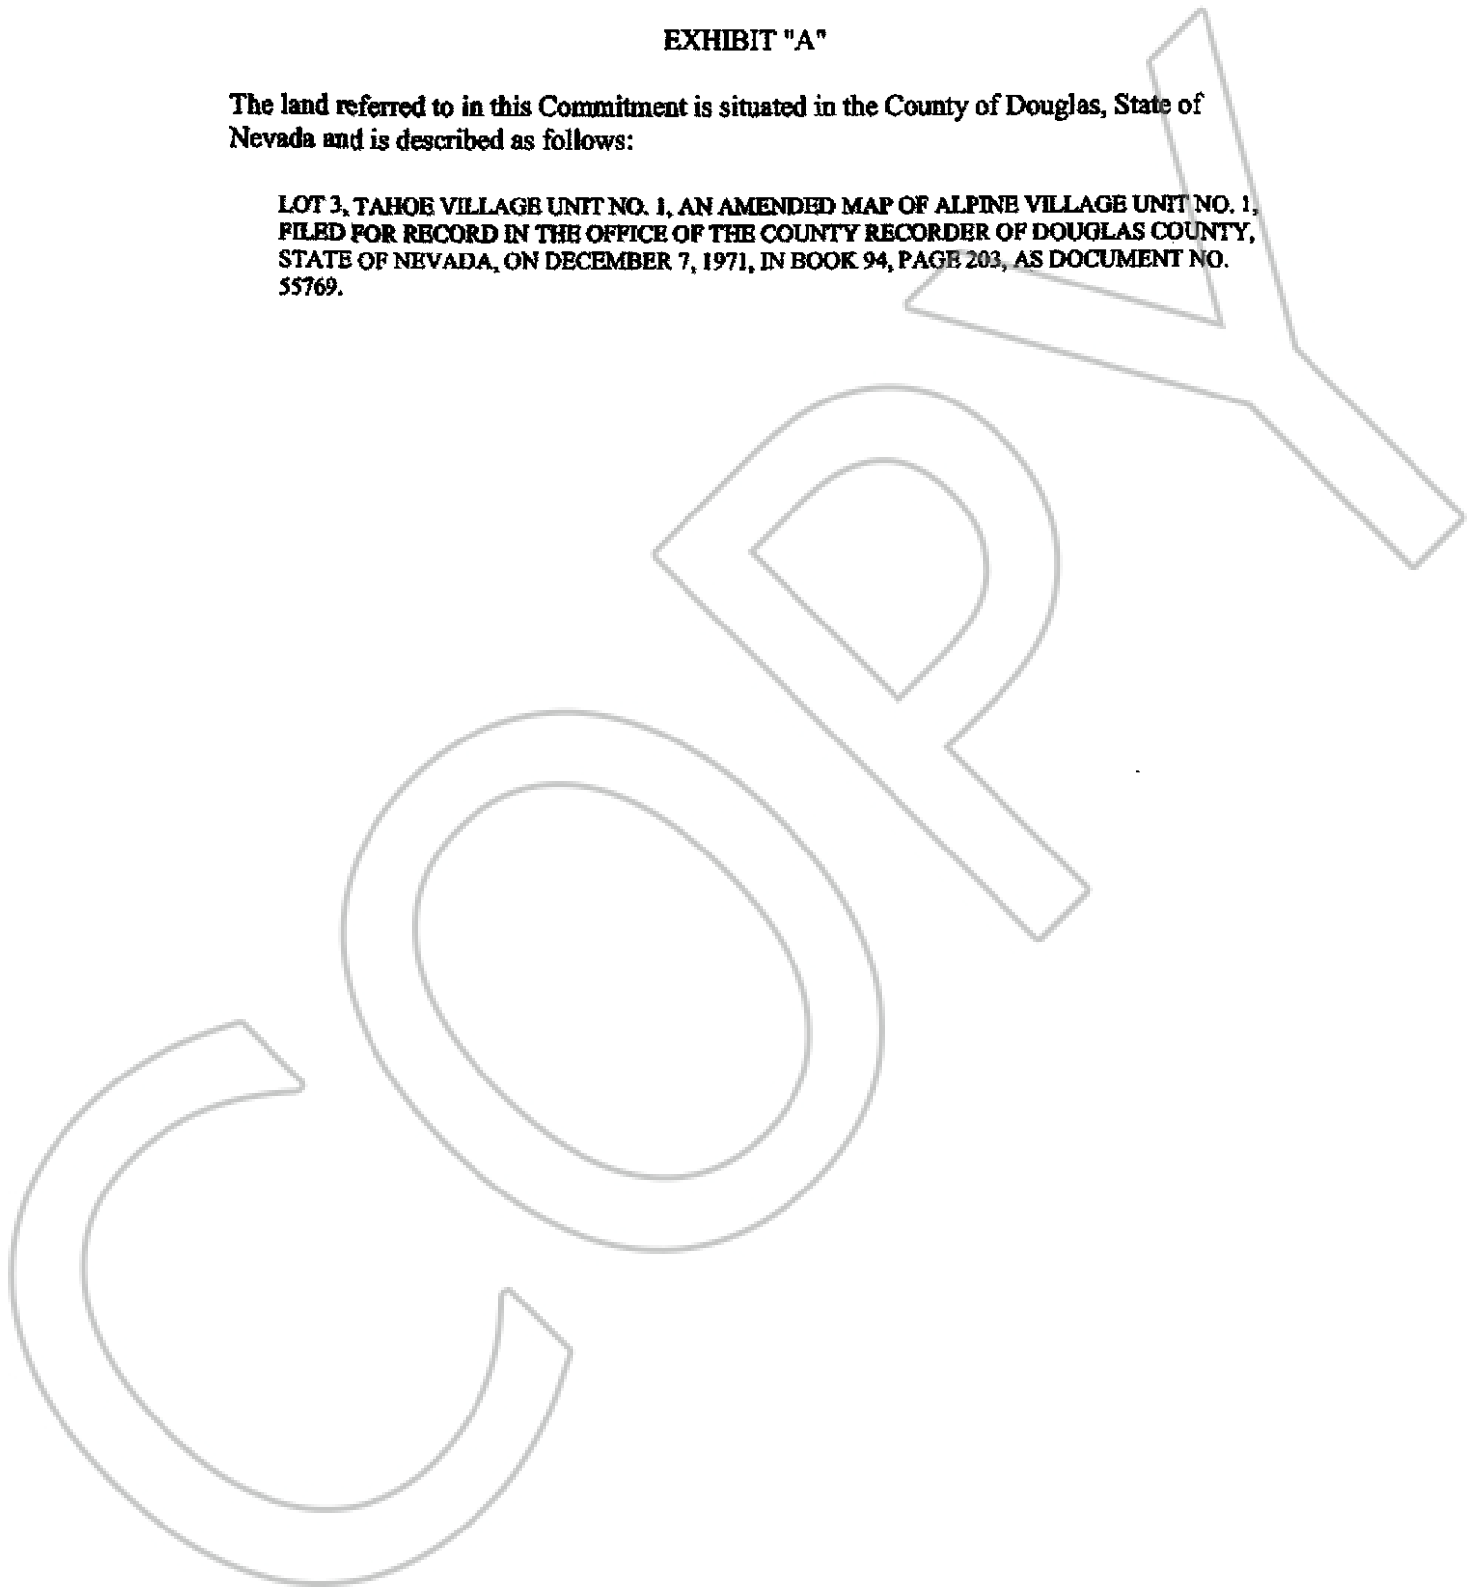 EXHIBIT "A"
The land referred to in this Commitment is situated in the County of Douglas, State of
Nevada and is described as follows:
LOT 3, TAHOE VILLAGE UNIT NO. 1, AN AMENDED MAP OF ALPINE VILLAGE UNIT NO. 1,
FILED FOR RECORD IN THE OFFICE OF THE COUNTY RECORDER OF DOUGLAS COUNTY,
STATE OF NEVADA, ON DECEMBER 7, 1971, IN BOOK 94, PAGE 203, AS DOCUMENT NO.
55769.
COPY